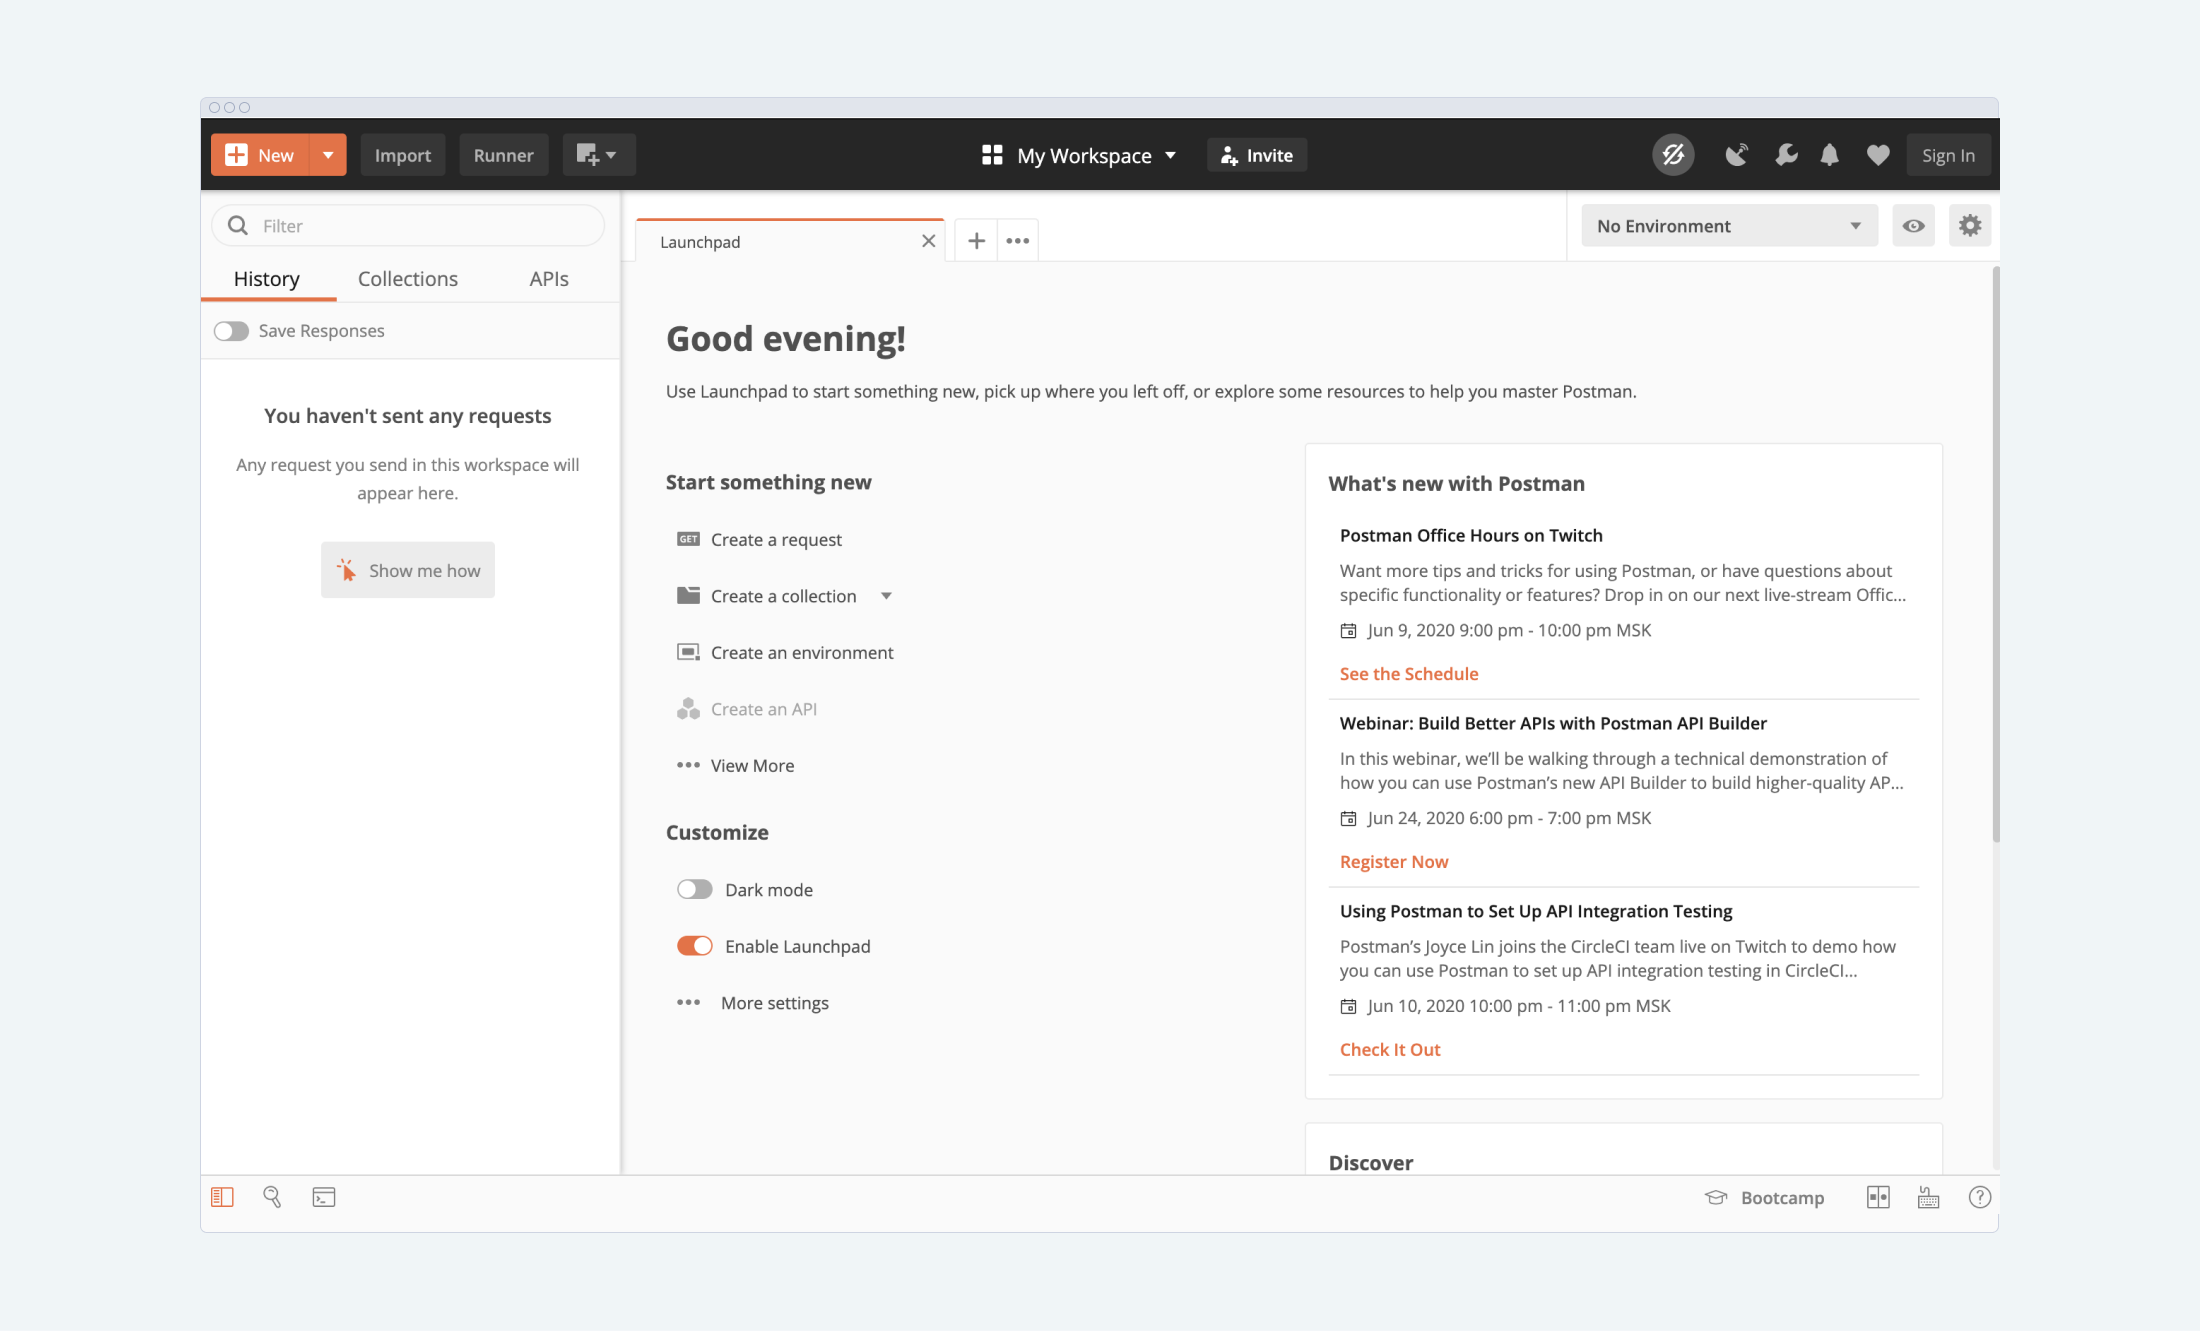 New
Import
Runner
My Workspace
Invite
Sign In
Filter
History
Collections
APIs
Save Responses
You haven't sent any requests
Any request you send in this workspace will
appear here.
Show me how
Launchpad
No Environment
Good evening!
Use Launchpad to start something new, pick up where you left off, or explore some resources to help you master Postman.
Start something new
GET Create a request
Create a collection
Create an environment
Create an API
View More
Customize
Dark mode
Enable Launchpad
More settings
What's new with Postman
Postman Office Hours on Twitch
Want more tips and tricks for using Postman, or have questions about
specific functionality or features? Drop in on our next live-stream Offic...
Jun 9, 2020 9:00 pm - 10:00 pm MSK
See the Schedule
Webinar: Build Better APIs with Postman API Builder
In this webinar, we’ll be walking through a technical demonstration of
how you can use Postman’s new API Builder to build higher-quality AP...
Jun 24, 2020 6:00 pm - 7:00 pm MSK
Register Now
Using Postman to Set Up API Integration Testing
Postman’s Joyce Lin joins the CircleCI team live on Twitch to demo how
you can use Postman to set up API integration testing in CircleCI...
Jun 10, 2020 10:00 pm - 11:00 pm MSK
Check It Out
Discover
Bootcamp